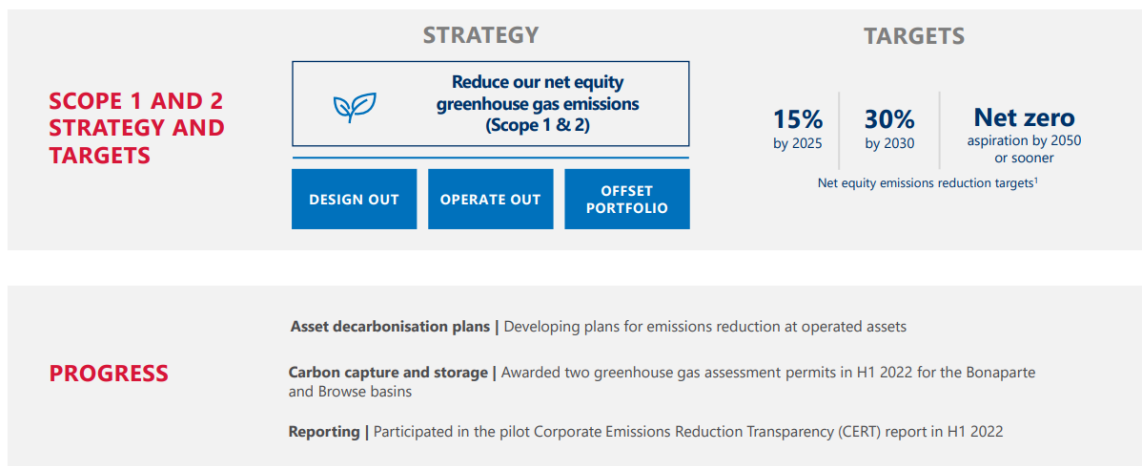 STRATEGY
TARGETS
SCOPE 1 AND 2
STRATEGY AND
TARGETS
Reduce our net equity
greenhouse gas emissions
(Scope 1 & 2)
DESIGN OUT
OPERATE OUT
OFFSET
PORTFOLIO
15%
by 2025
30%
by 2030
Net zero
aspiration by 2050
or sooner
Net equity emissions reduction targets¹
PROGRESS
Asset decarbonisation plans | Developing plans for emissions reduction at operated assets
Carbon capture and storage | Awarded two greenhouse gas assessment permits in H1 2022 for the Bonaparte
and Browse basins
Reporting | Participated in the pilot Corporate Emissions Reduction Transparency (CERT) report in H1 2022